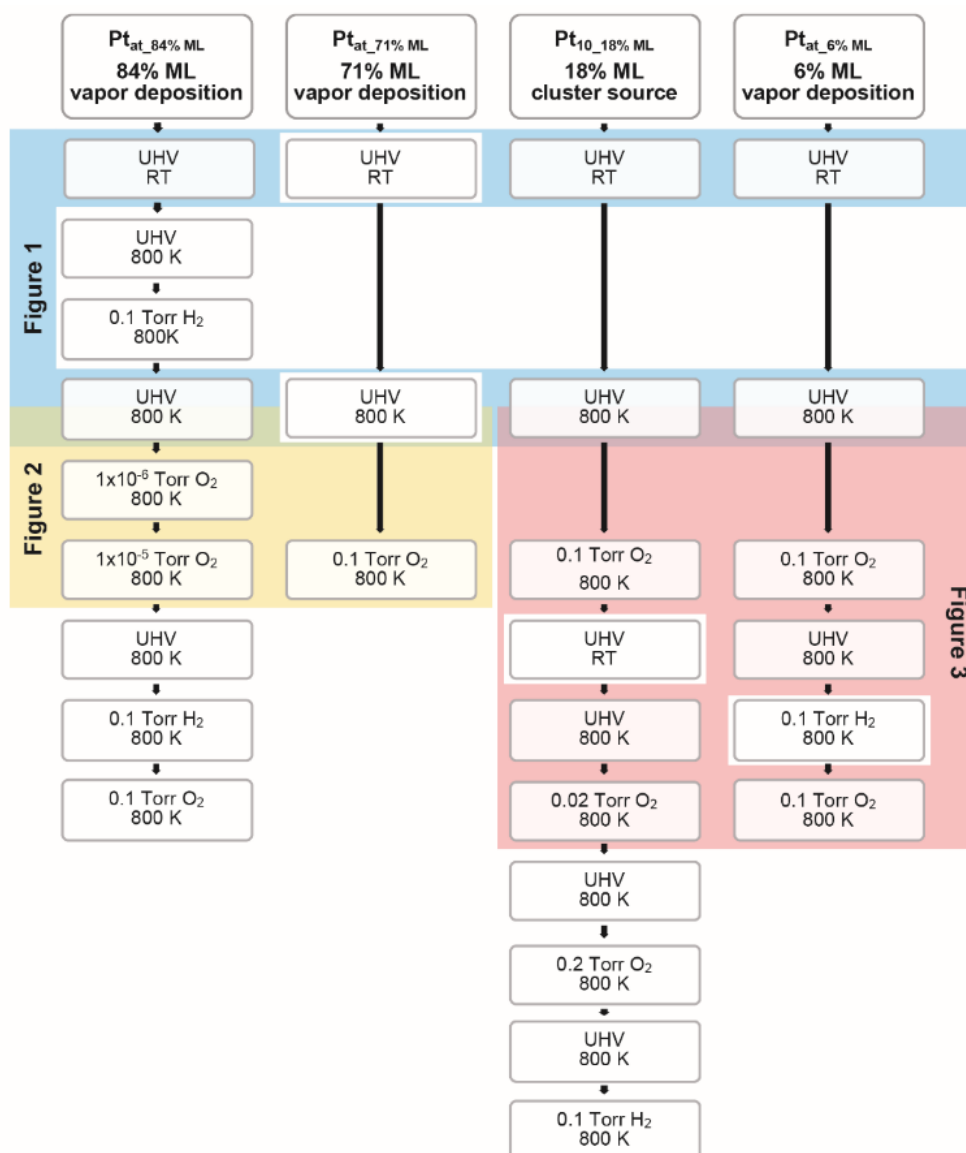 Pt_at_84% ML
84% ML
vapor deposition
UHV
RT
UHV
800 K
0.1 Torr H₂
800K
UHV
800 K
1x10⁻⁶ Torr O₂
800 K
1x10⁻⁵ Torr O₂
800 K
UHV
800 K
0.1 Torr H₂
800 K
0.1 Torr O₂
800 K
Pt_at_71% ML
71% ML
vapor deposition
UHV
RT
UHV
800 K
0.1 Torr O₂
800 K
Pt₁₀_18% ML
18% ML
cluster source
UHV
RT
UHV
800 K
0.1 Torr O₂
800 K
UHV
RT
UHV
800 K
0.02 Torr O₂
800 K
UHV
800 K
0.2 Torr O₂
800 K
UHV
800 K
0.1 Torr H₂
800 K
Pt_at_6% ML
6% ML
vapor deposition
UHV
RT
UHV
800 K
0.1 Torr O₂
800 K
UHV
800 K
0.1 Torr H₂
800 K
0.1 Torr O₂
800 K
Figure 1
Figure 2
Figure 3